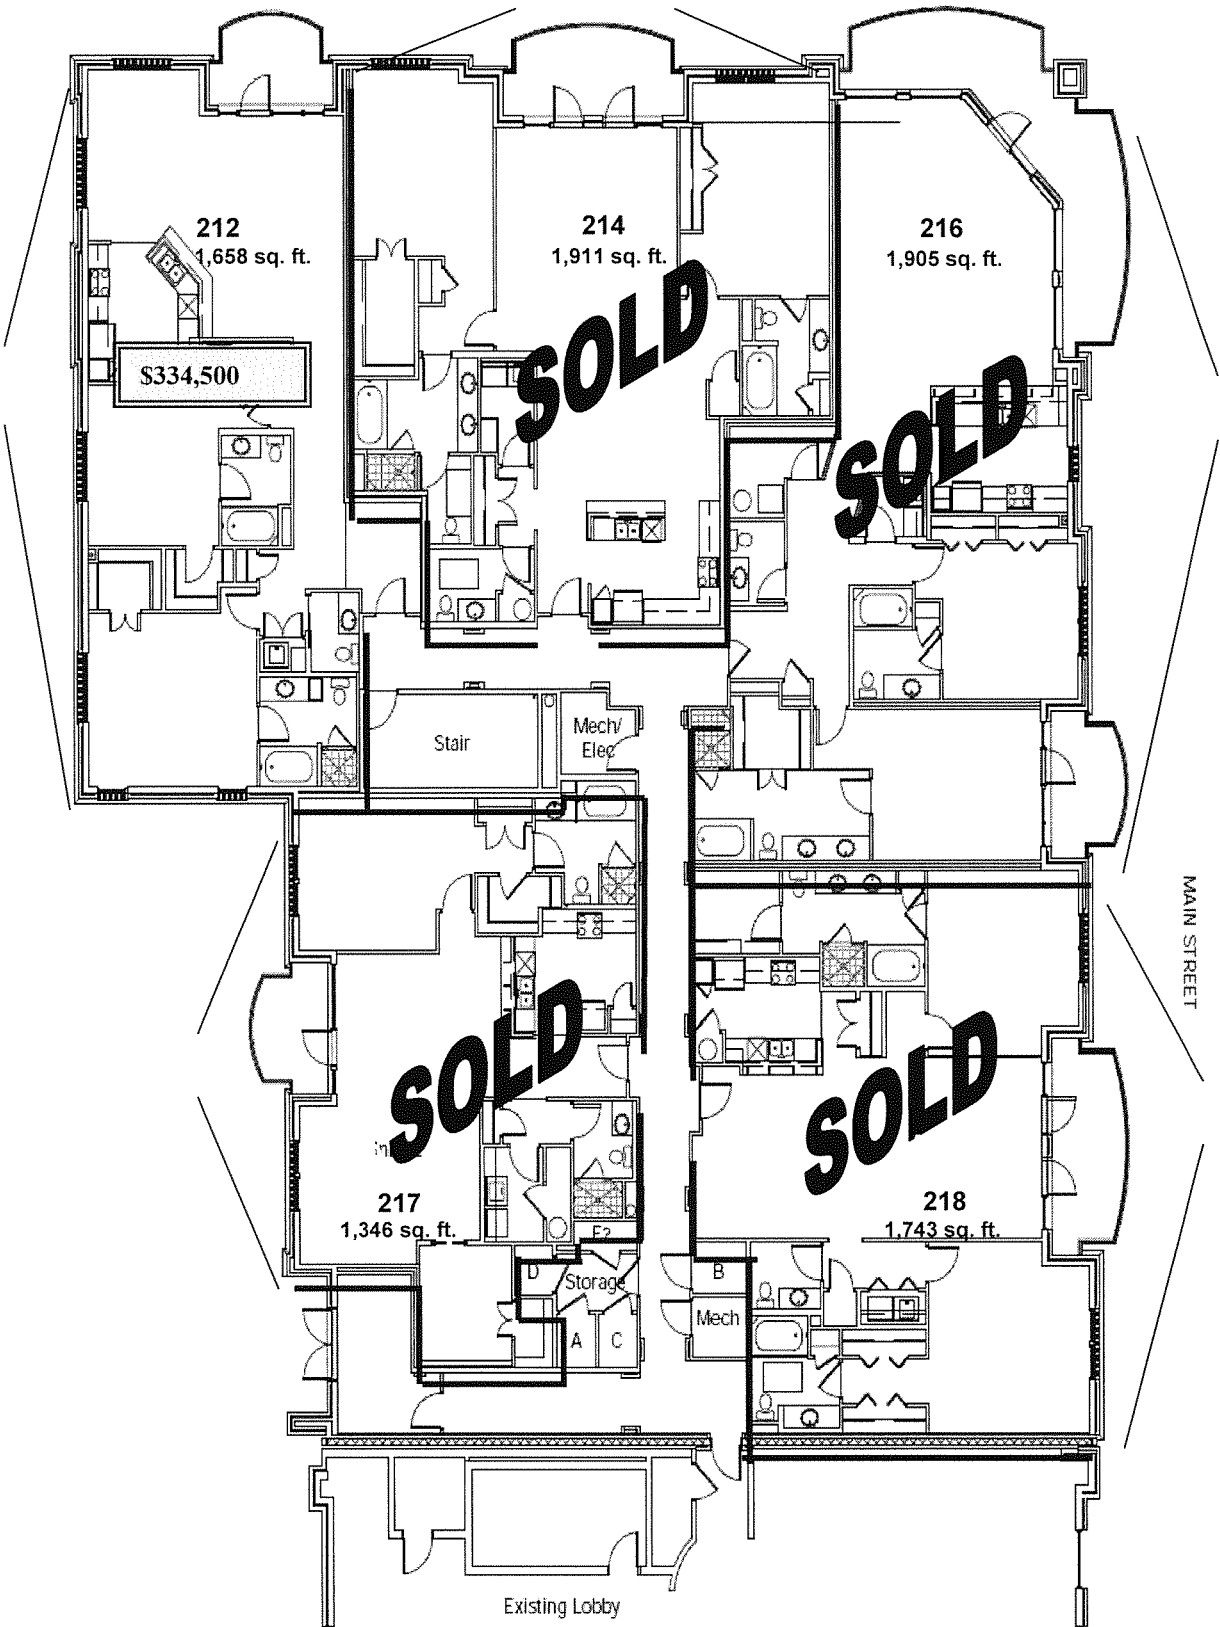 212
1,658 sq. ft.
214
1,911 sq. ft.
216
1,905 sq. ft.
$334,500
SOLD
SOLD
Stair
Mech/
Elec
MAIN STREET
SOLD
SOLD
217
1,346 sq. ft.
218
1,743 sq. ft.
D
Storage
B
A
C
Mech
Existing Lobby